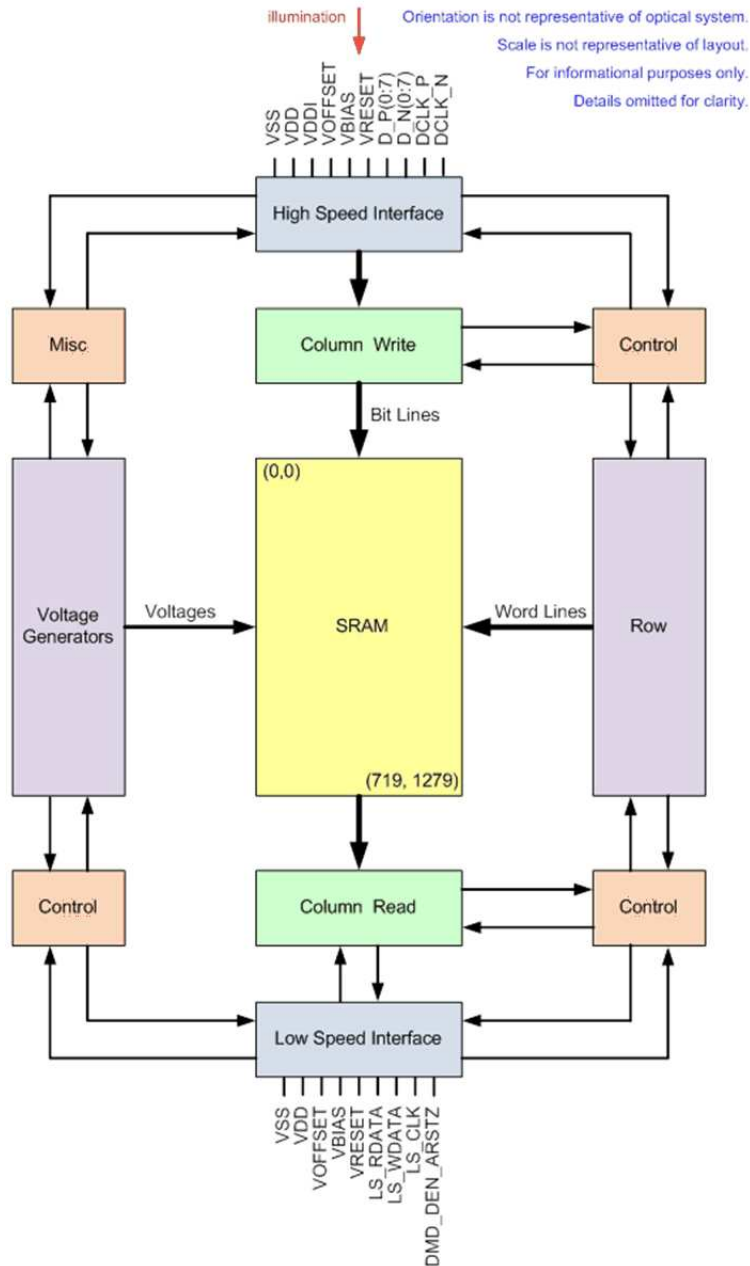 illumination
Orientation is not representative of optical system.
Scale is not representative of layout.
For informational purposes only.
Details omitted for clarity.
VSS
VDD
VDDI
VOFFSET
VBIAS
VRESET
D_P(0:7)
D_N(0:7)
DCLK_P
DCLK_N
High Speed Interface
Misc
Column Write
Control
Bit Lines
(0,0)
Voltage
Generators
Voltages
SRAM
Word Lines
Row
(719, 1279)
Control
Column Read
Control
Low Speed Interface
VSS
VDD
VOFFSET
VBIAS
VRESET
LS_RDATA
LS_WDATA
LS_CLK
DMD_DEN_ARSTZ